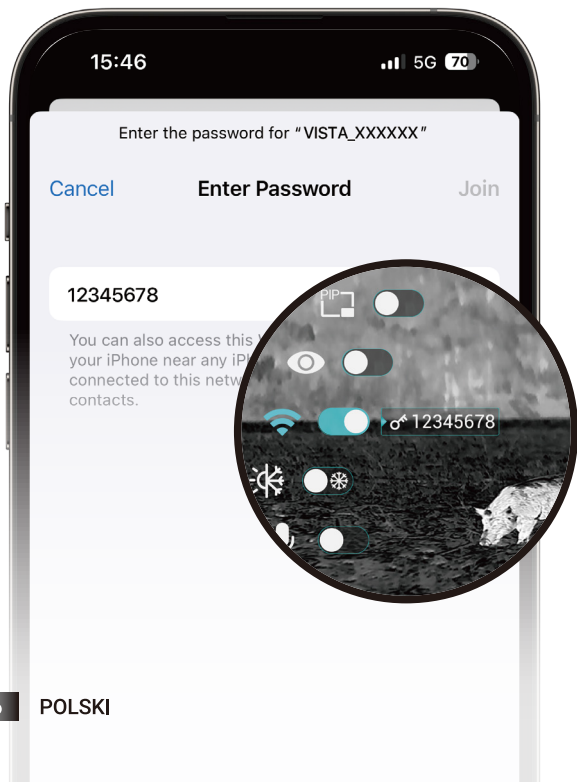 15:46
5G 70
Enter the password for “VISTA_XXXXXX”
Cancel
Enter Password
Join
12345678
You can also access this
your iPhone near any iPh
connected to this netw
contacts.
PIP
12345678
POLSKI